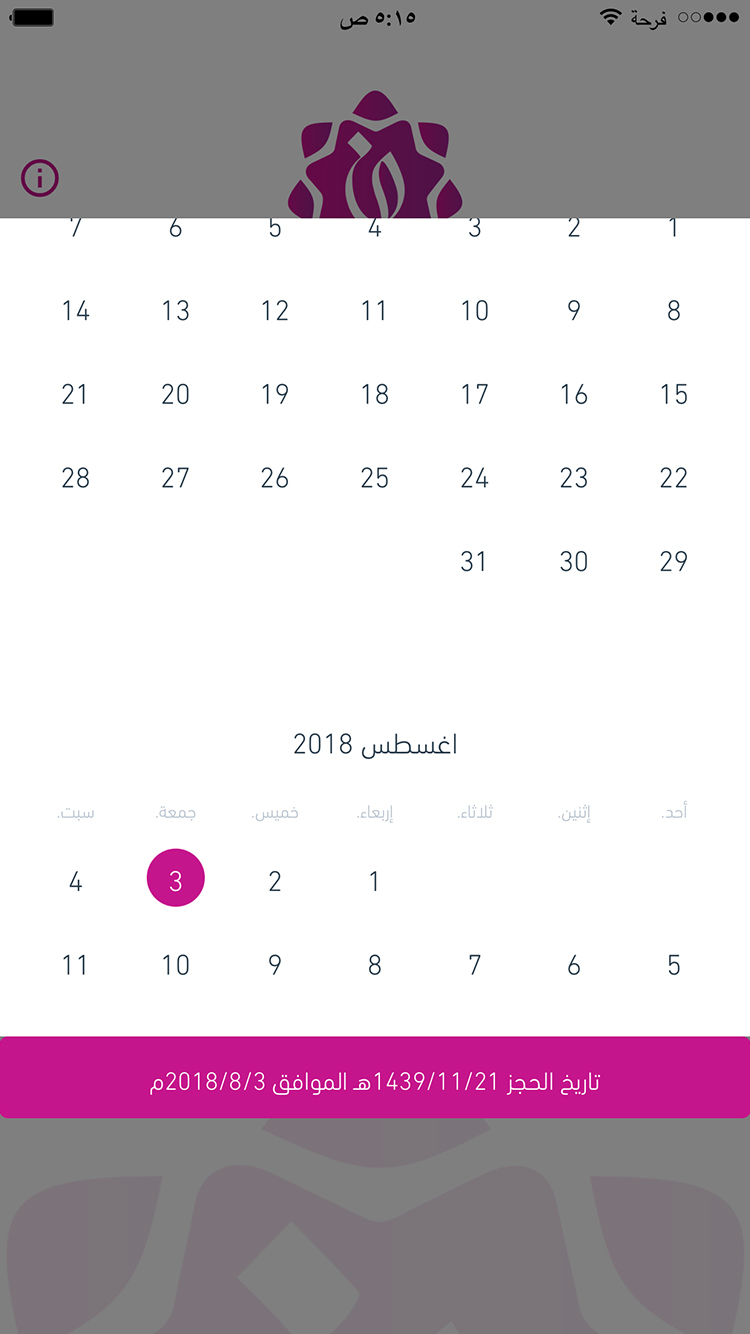 فرحة ٥:١٥ ص
1 2 3 4 5 6 7
8 9 10 11 12 13 14
15 16 17 18 19 20 21
22 23 24 25 26 27 28
29 30 31
اغسطس 2018
أحد. إثنين. ثلاثاء. إربعاء. خميس. جمعة. سبت.
1 2 3 4
5 6 7 8 9 10 11
تاريخ الحجز 1439/11/21هـ الموافق 2018/8/3م